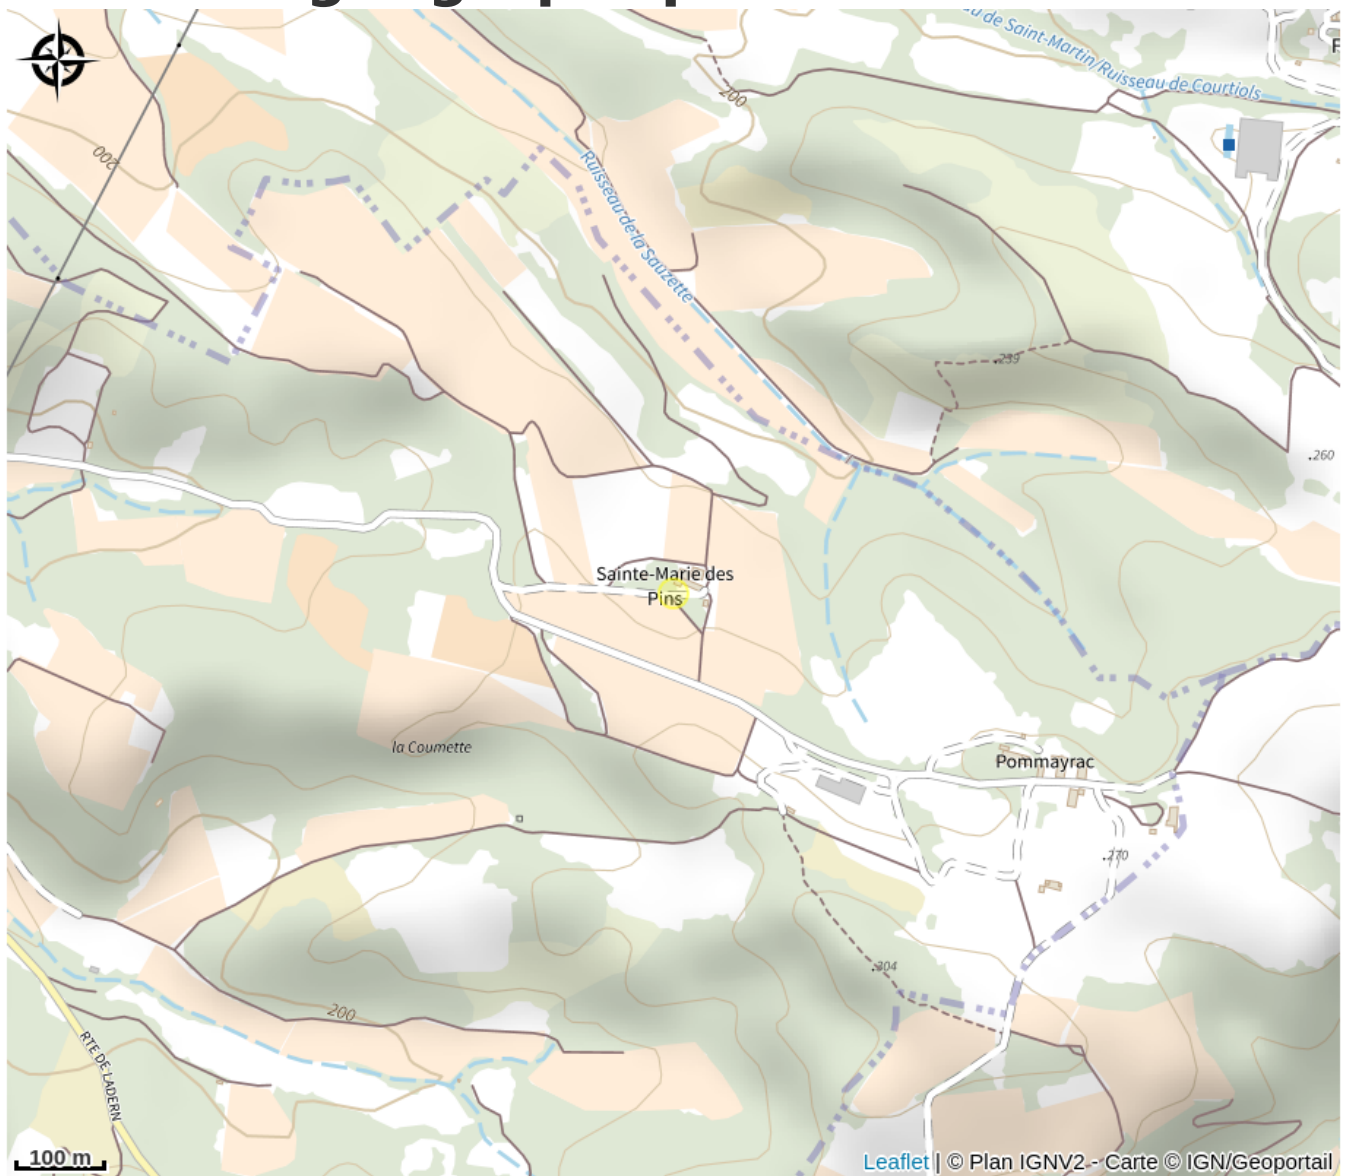 de Saint-Martin/Ruisseau de Courtiols
F
200
200
Ruisseau de la Sauzette
.239
.260
Sainte-Marie des
Pins
la Coumette
Pommayrac
.270
.304
200
RTE DE LADERN
100 m
Leaflet | © Plan IGNV2 - Carte © IGN/Geoportail